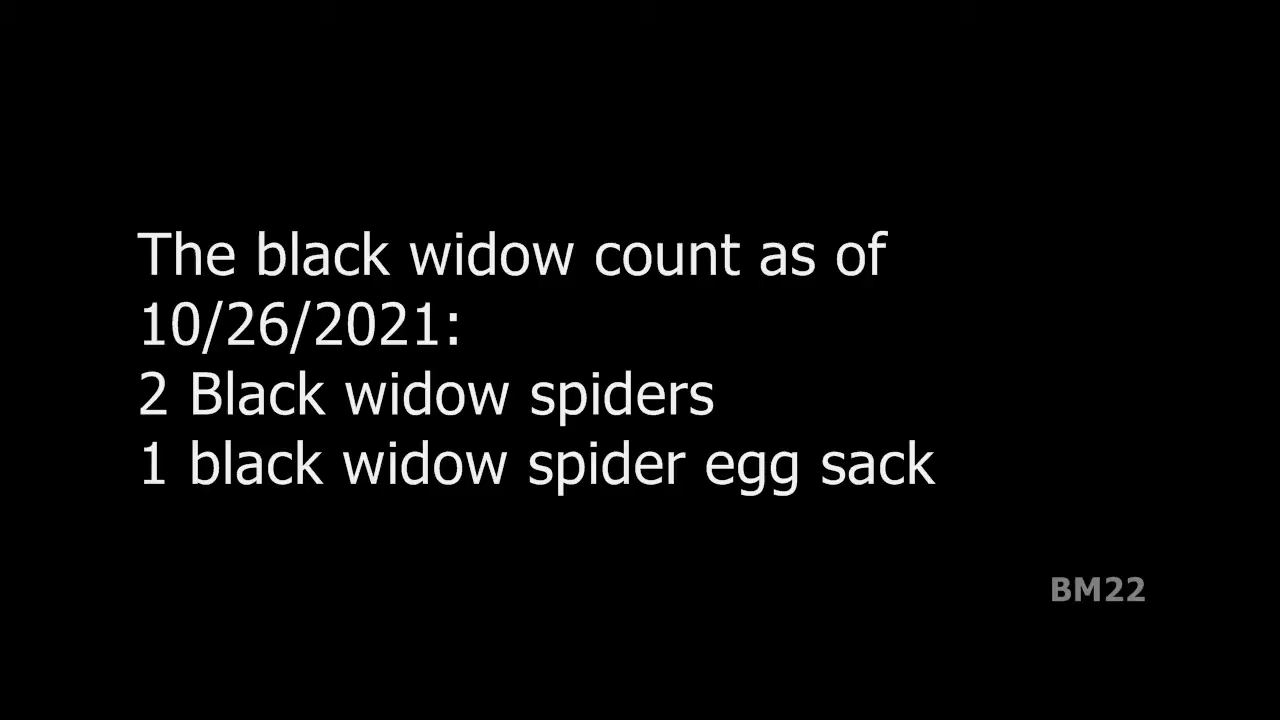 The black widow count as of
10/26/2021:
2 Black widow spiders
1 black widow spider egg sack
BM22